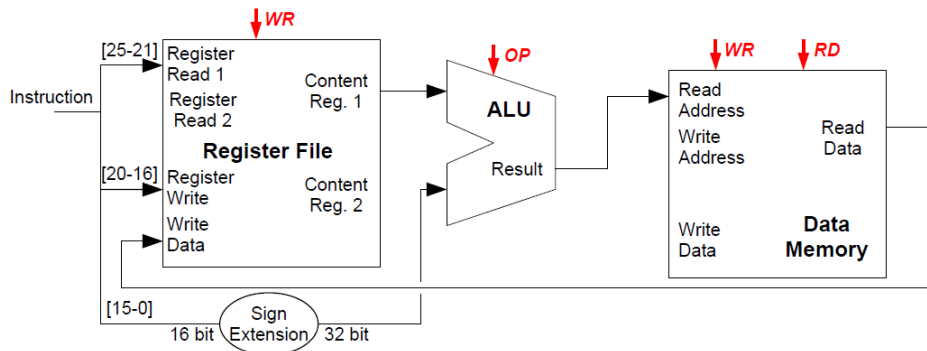 WR
[25-21]
Register
Read 1
Register
Read 2
Content
Reg. 1
Instruction
Register File
[20-16]
Register
Write
Content
Reg. 2
Write
Data
[15-0]
16 bit
Sign
Extension
32 bit
OP
ALU
Result
WR
RD
Read
Address
Write
Address
Read
Data
Write
Data
Data
Memory